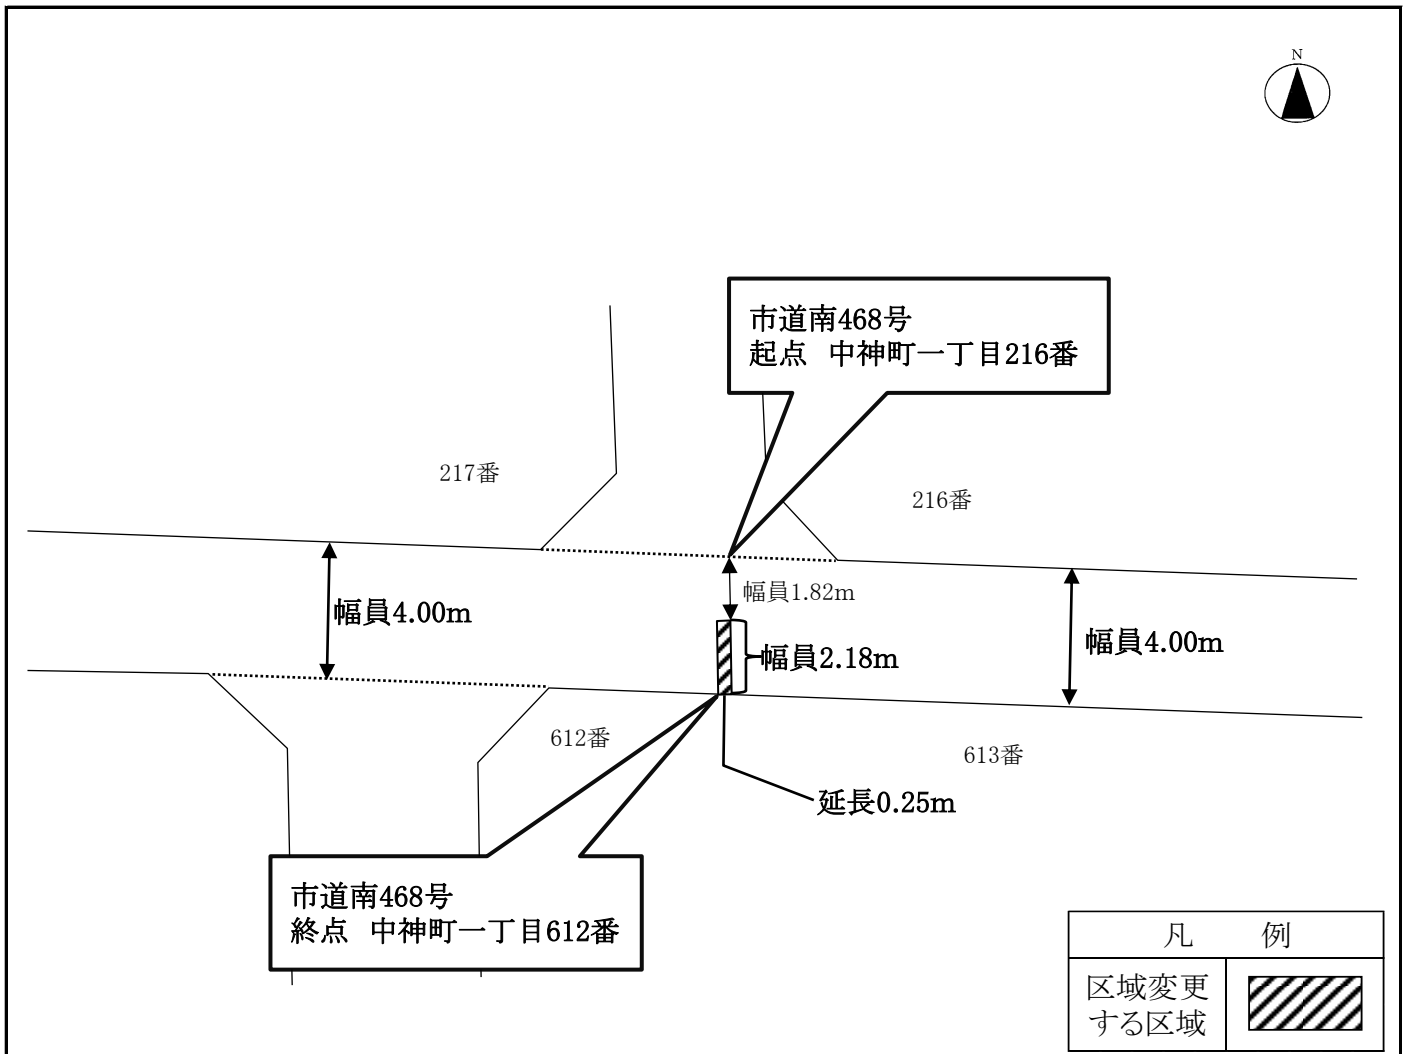 N
市道南468号
起点　中神町一丁目216番
217番
216番
幅員1.82m
幅員4.00m
幅員2.18m
幅員4.00m
612番
613番
延長0.25m
市道南468号
終点　中神町一丁目612番
凡　例
区域変更
する区域